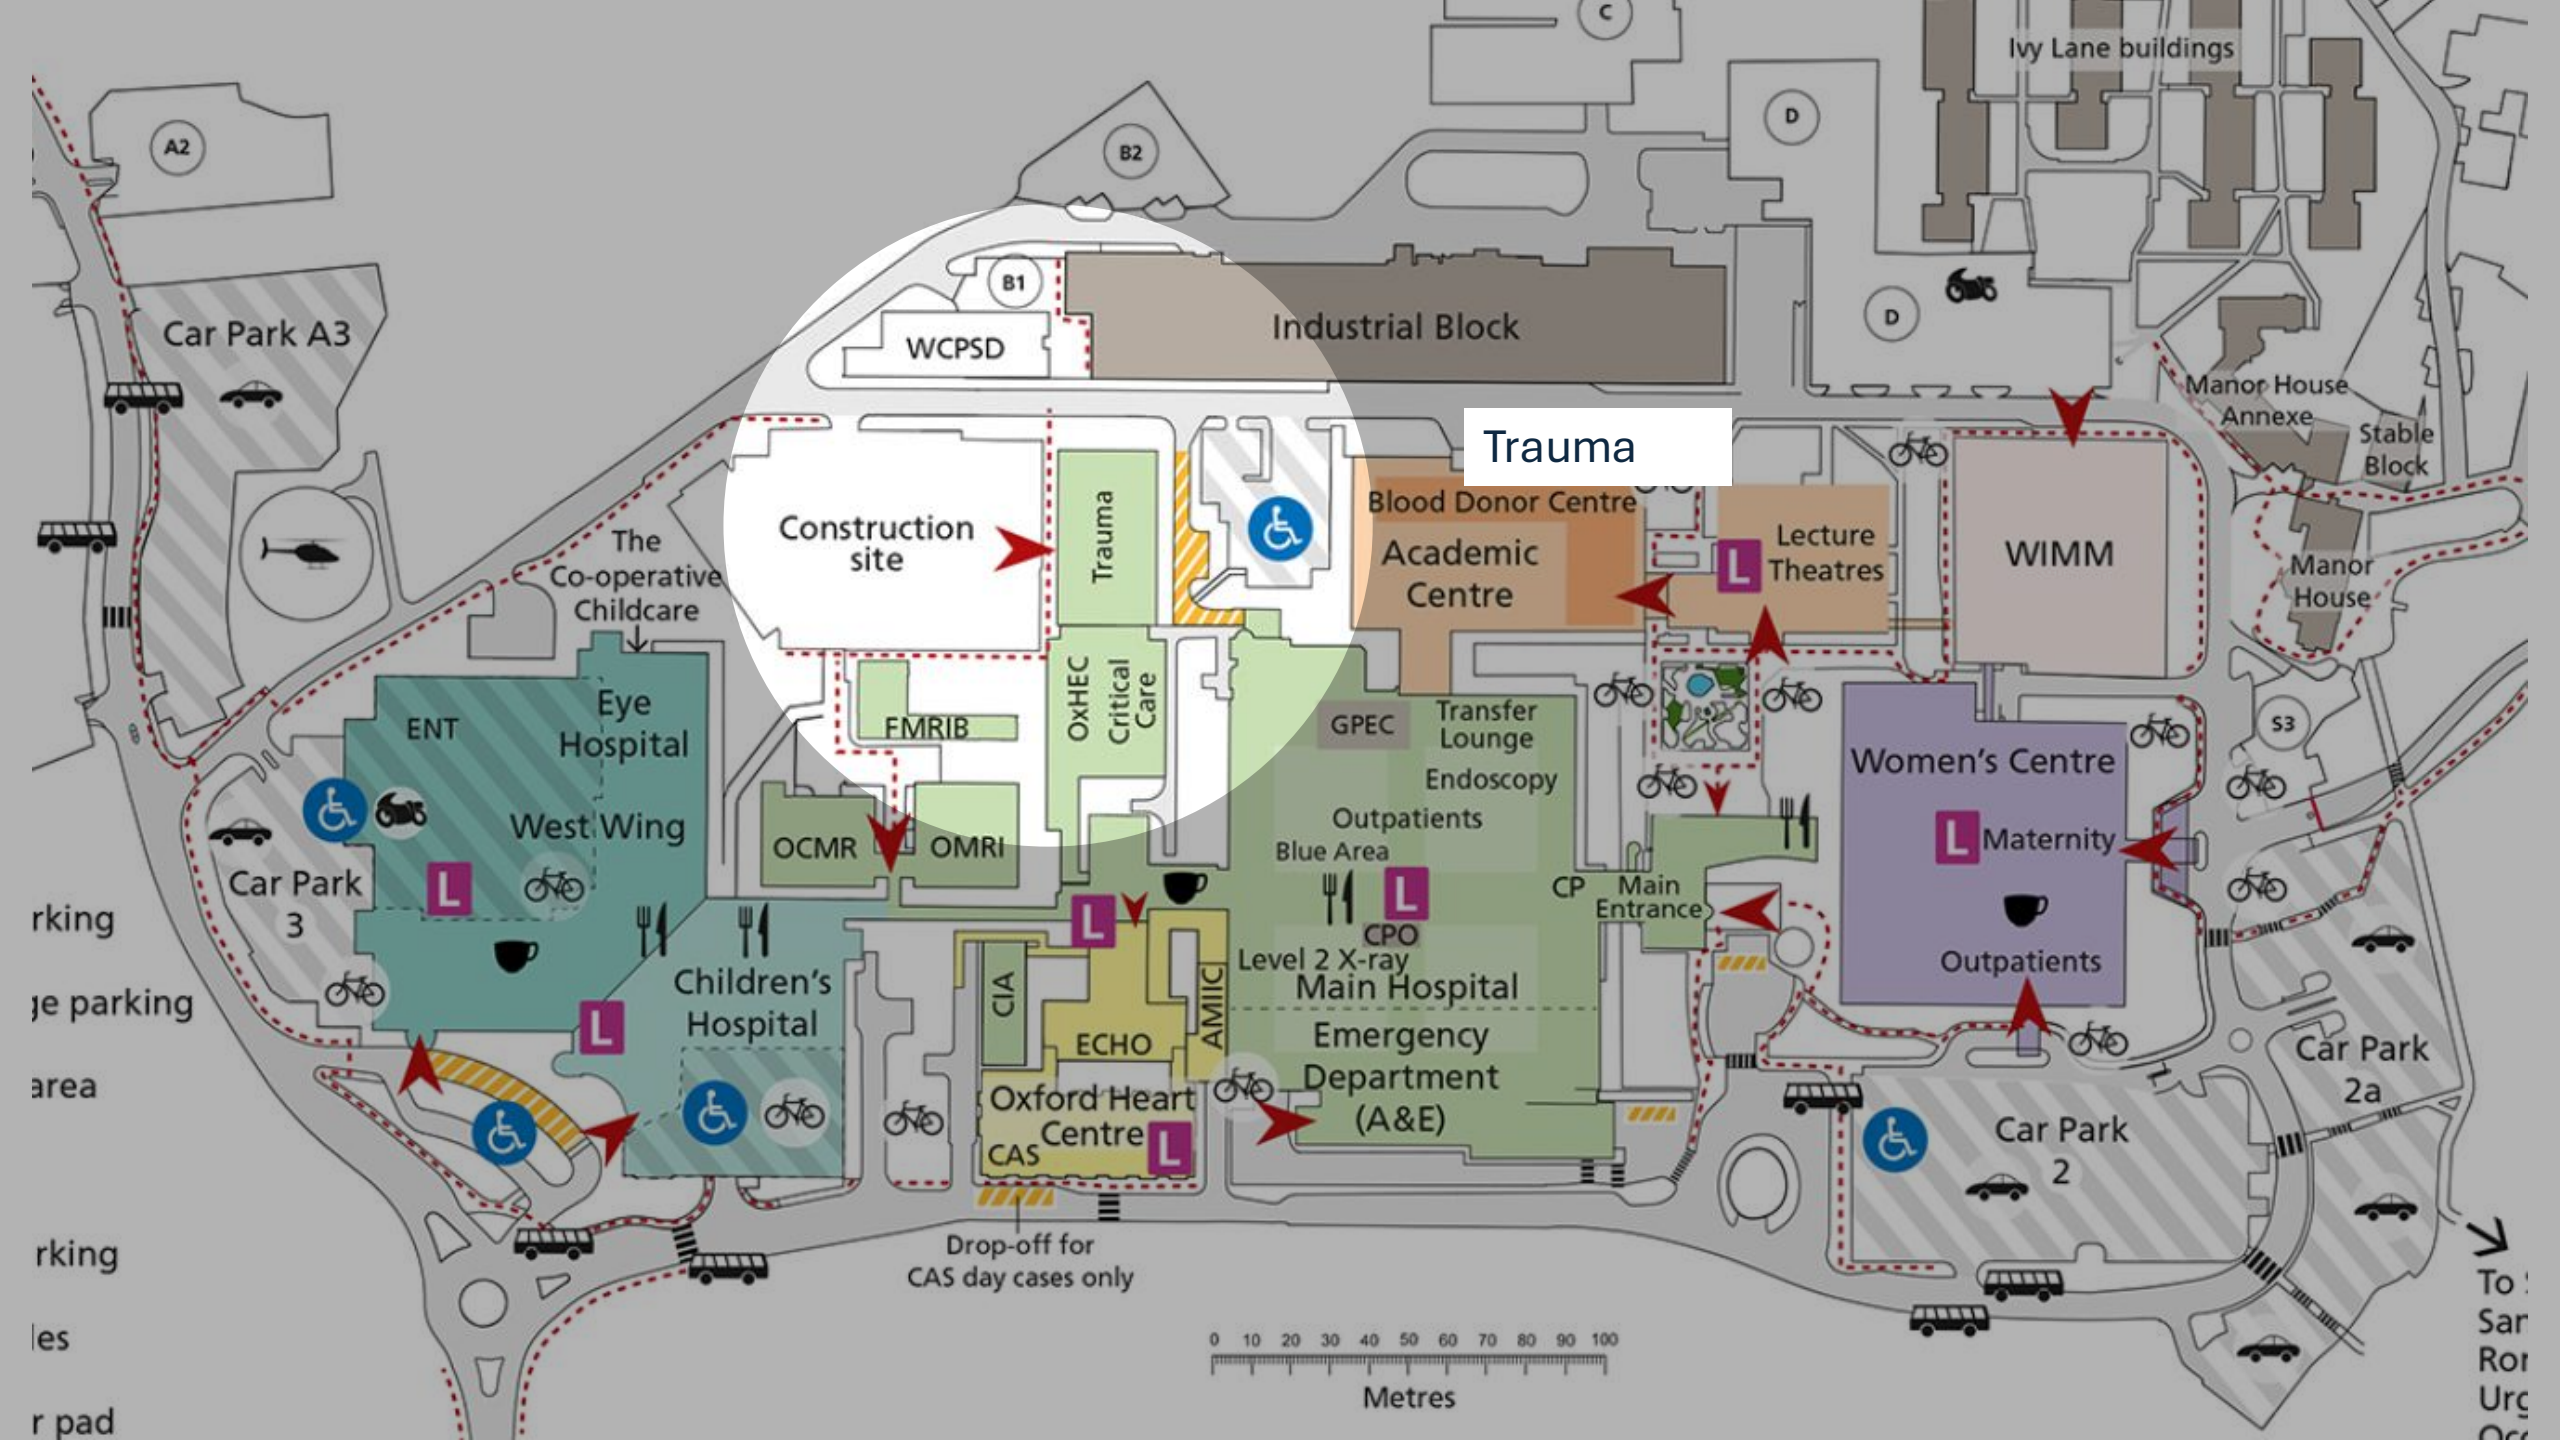 C
Ivy Lane buildings
A2
B2
D
B1
WCPSD
Industrial Block
D
Car Park A3
Manor House
Annexe
Stable
Block
Trauma
Construction
site
Trauma
Blood Donor Centre
Academic
Centre
Lecture
Theatres
L
WIMM
Manor
House
The
Co-operative
Childcare
OxHEC
Critical
Care
FMRIB
ENT
Eye
Hospital
West Wing
L
GPEC
Transfer
Lounge
Endoscopy
Outpatients
Blue Area
L
CPO
Level 2 X-ray
Main Hospital
Emergency
Department
(A&E)
CP
Main
Entrance
Women's Centre
L
Maternity
Outpatients
S3
OCMR
OMRI
L
Car Park
3
Children's
Hospital
L
CIA
AMIIC
ECHO
Oxford Heart
Centre
CAS
L
Drop-off for
CAS day cases only
Car Park
2a
Car Park
2
rking
ge parking
area
rking
les
r pad
0 10 20 30 40 50 60 70 80 90 100
Metres
To
San